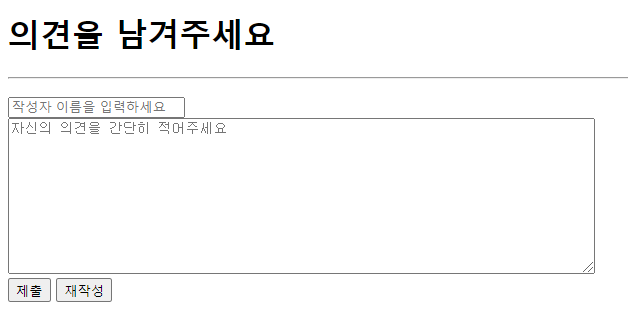 의견을 남겨주세요
작성자 이름을 입력하세요
자신의 의견을 간단히 적어주세요
제출 재작성